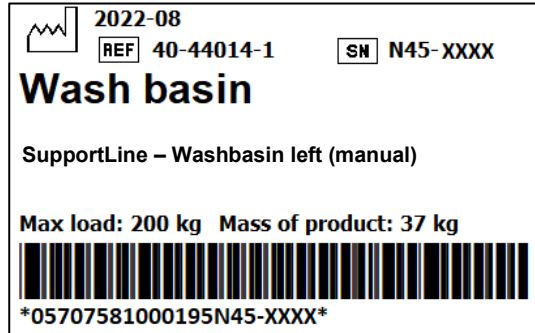 2022-08
REF 40-44014-1 SN N45-XXXX
Wash basin
SupportLine – Washbasin left (manual)
Max load: 200 kg Mass of product: 37 kg
*05707581000195N45-XXXX*